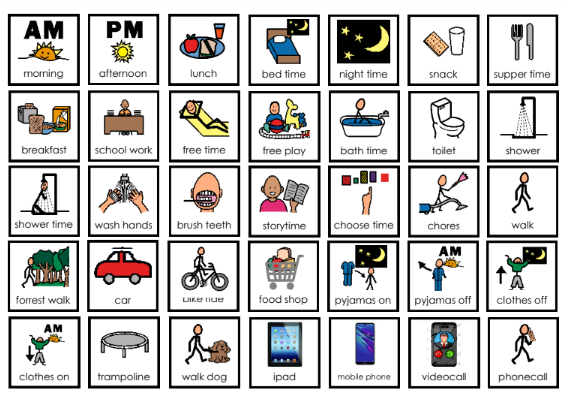 AM
morning
PM
afternoon
lunch
bed time
night time
snack
supper time
breakfast
school work
free time
free play
bath time
toilet
shower
shower time
wash hands
brush teeth
storytime
choose time
chores
walk
forrest walk
car
bike ride
food shop
pyjamas on
AM
pyjamas off
clothes off
AM
clothes on
trampoline
walk dog
ipad
mobile phone
videocall
phonecall